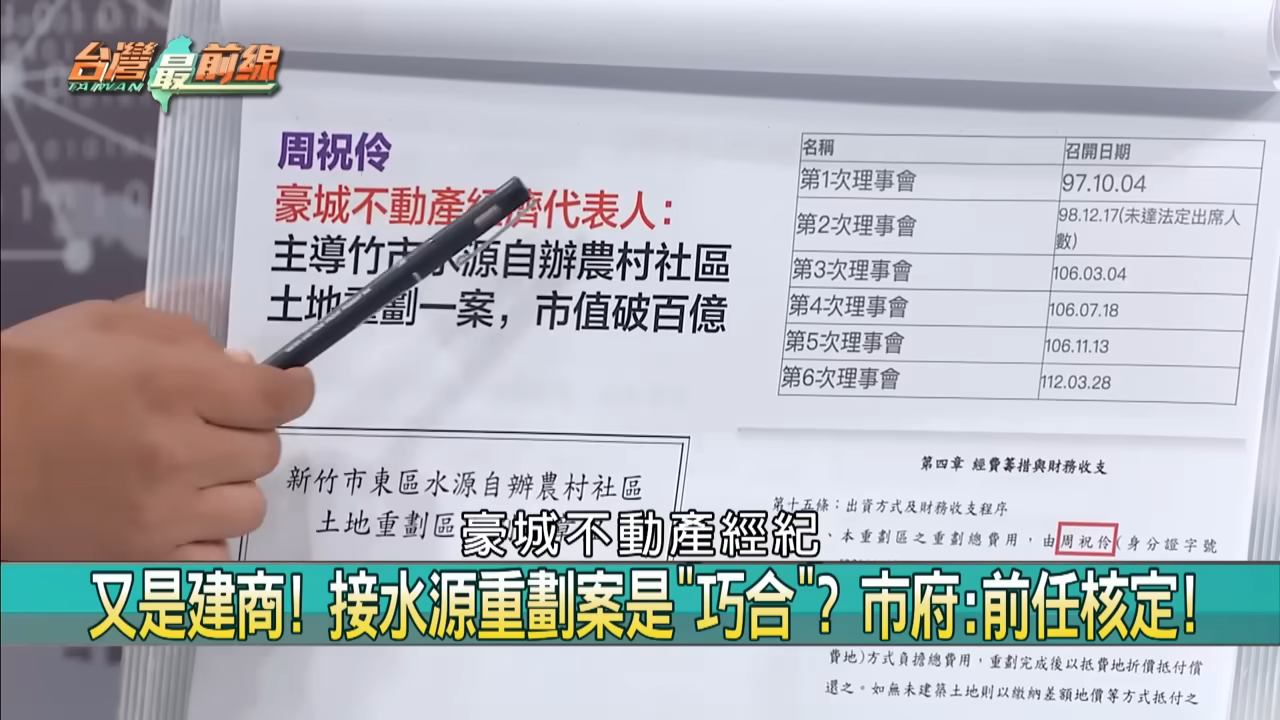 台灣最前線
TAIWAN
周祝伶
豪城不動產經濟代表人：
主導竹市水源自辦農村社區
土地重劃一案，市值破百億
名稱 召開日期
第1次理事會 97.10.04
第2次理事會 98.12.17(未達法定出席人
數)
第3次理事會 106.03.04
第4次理事會 106.07.18
第5次理事會 106.11.13
第6次理事會 112.03.28
新竹市東區水源自辦農村社區
土地重劃區
第四章 經費籌措與財務收支
第十五條：出資方式及財務收支程序
、本重劃區之重劃總費用，由周祝伶(身分證字號
豪城不動產經紀
又是建商! 接水源重劃案是"巧合"? 市府:前任核定!
費地)方式負擔總費用，重劃完成後以抵費地折價抵付償
還之。如無未建築土地則以繳納差額地價等方式抵付之